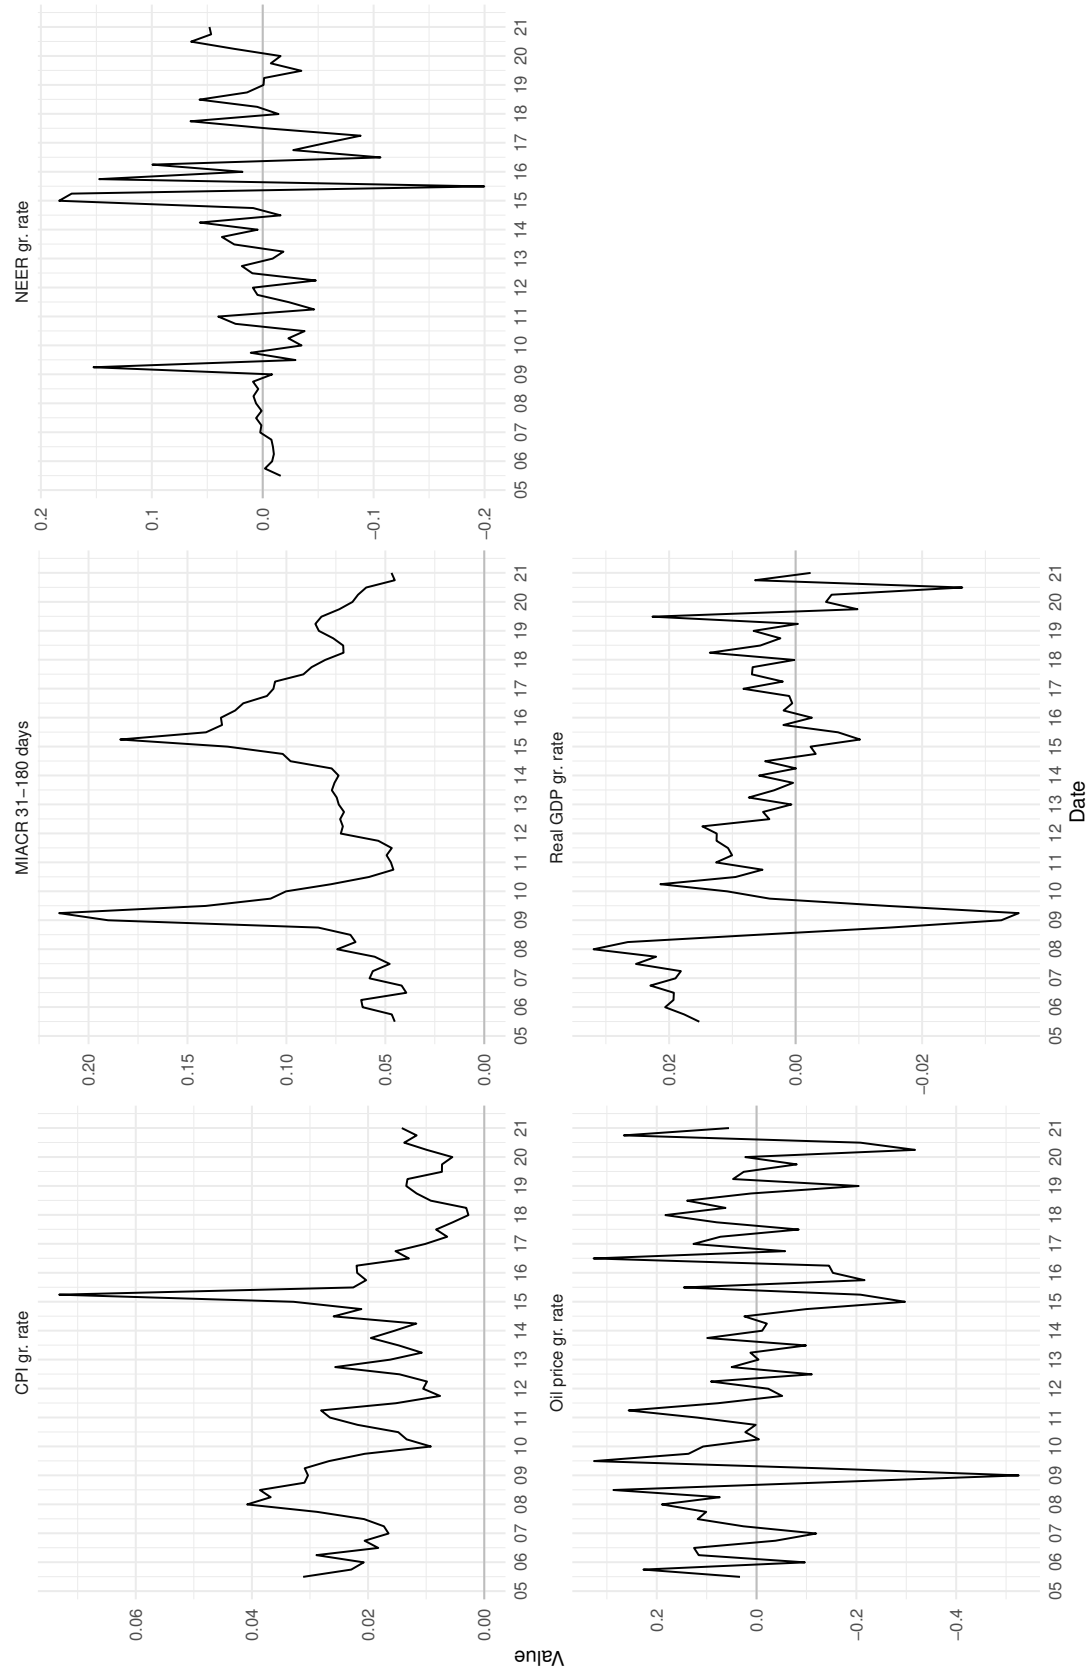 CPI gr. rate
0.06
0.04
0.02
0.00
05 06 07 08 09 10 11 12 13 14 15 16 17 18 19 20 21
MIACR 31−180 days
0.20
0.15
0.10
0.05
0.00
05 06 07 08 09 10 11 12 13 14 15 16 17 18 19 20 21
NEER gr. rate
0.2
0.1
0.0
−0.1
−0.2
05 06 07 08 09 10 11 12 13 14 15 16 17 18 19 20 21
Value
Oil price gr. rate
0.2
0.0
−0.2
−0.4
05 06 07 08 09 10 11 12 13 14 15 16 17 18 19 20 21
Real GDP gr. rate
0.02
0.00
−0.02
05 06 07 08 09 10 11 12 13 14 15 16 17 18 19 20 21
Date